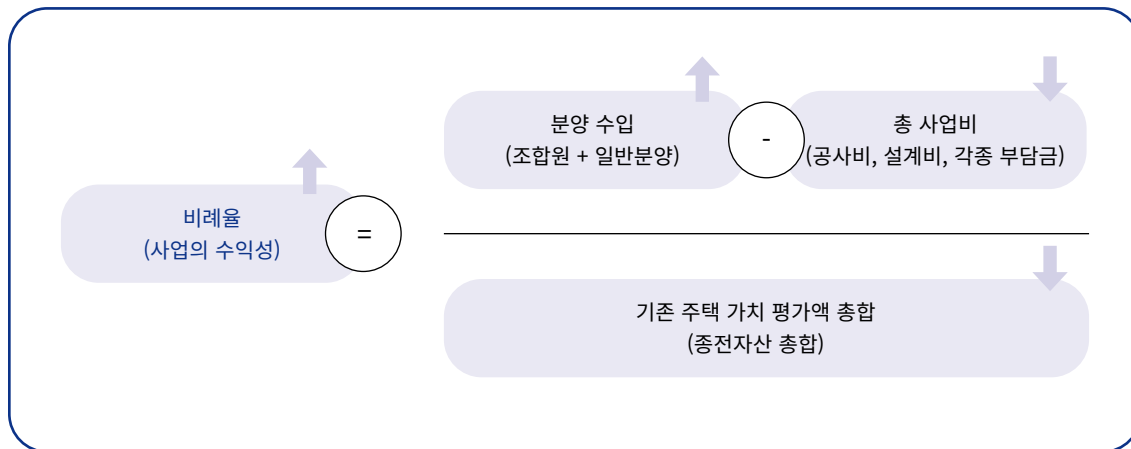 비례율
(사업의 수익성)
=
분양 수입
(조합원 + 일반분양)
-
총 사업비
(공사비, 설계비, 각종 부담금)
기존 주택 가치 평가액 총합
(종전자산 총합)